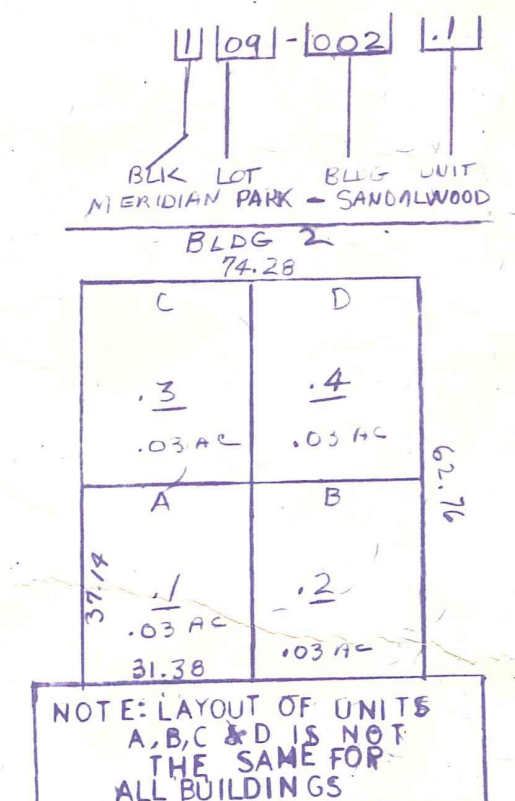 1 09 - 002 .1
BLK LOT BLDG UNIT
MERIDIAN PARK - SANDALWOOD
BLDG 2
74.28
C D
.3 .4
.03 AC .03 AC
62.76
A B
37.14
.1 .2
.03 AC .03 AC
31.38
NOTE: LAYOUT OF UNITS
A, B, C & D IS NOT
THE SAME FOR
ALL BUILDINGS